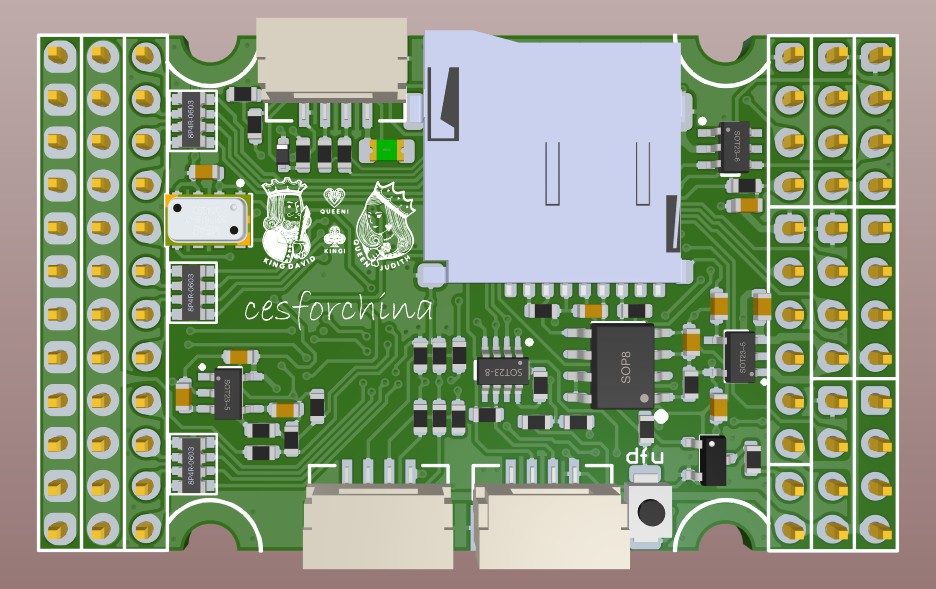 8P4R-0603
SOT23-6
QUEEN!
KING!
KING DAVID
QUEEN JUDITH
8P4R-0603
cesforchina
SOT23-5
SOT23-8
SOP8
SOT23-5
8P4R-0603
dfu